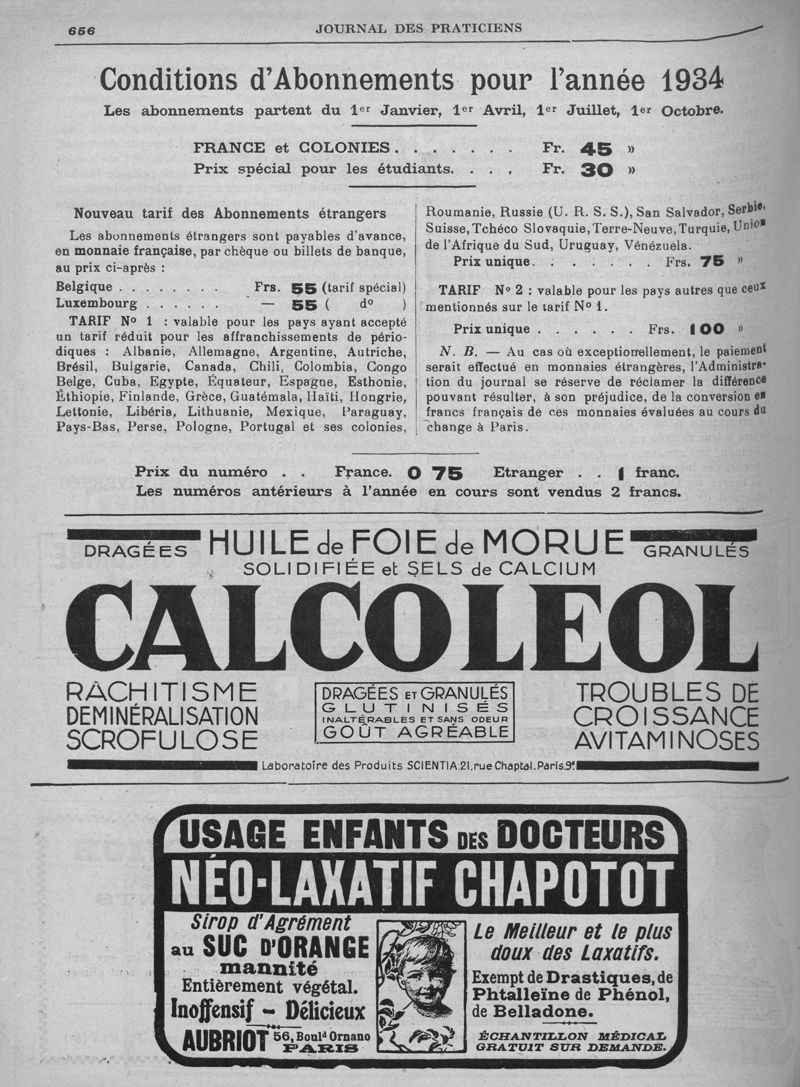 656
JOURNAL DES PRATICIENS
Conditions d'Abonnements pour l'année 1934
Les abonnements partent du 1er Janvier, 1er Avril, 1er Juillet, 1er Octobre.
FRANCE et COLONIES. . . . . . . Fr. 45 »
Prix spécial pour les étudiants. . . . Fr. 30 »
Nouveau tarif des Abonnements étrangers
Les abonnements étrangers sont payables d'avance,
en monnaie française, par chèque ou billets de banque,
au prix ci-après :
Belgique . . . . . . . . Frs. 55 (tarif spécial)
Luxembourg . . . . . . — 55 ( do )
TARIF No 1 : valable pour les pays ayant accepté
un tarif réduit pour les affranchissements de pério-
diques : Albanie, Allemagne, Argentine, Autriche,
Brésil, Bulgarie, Canada, Chili, Colombia, Congo
Belge, Cuba, Egypte, Équateur, Espagne, Esthonie,
Éthiopie, Finlande, Grèce, Guatémala, Haïti, Hongrie,
Lettonie, Libéria, Lithuanie, Mexique, Paraguay,
Pays-Bas, Perse, Pologne, Portugal et ses colonies,
Roumanie, Russie (U. R. S. S.), San Salvador, Serbie,
Suisse, Tchéco Slovaquie, Terre-Neuve, Turquie, Union
de l'Afrique du Sud, Uruguay, Vénézuela.
Prix unique. . . . . . . . Frs. 75 »
TARIF No 2 : valable pour les pays autres que ceux
mentionnés sur le tarif No 1.
Prix unique . . . . . . Frs. 100 »
N. B. — Au cas où exceptionnellement, le paiement
serait effectué en monnaies étrangères, l'Administra-
tion du journal se réserve de réclamer la différence
pouvant résulter, à son préjudice, de la conversion en
francs français de ces monnaies évaluées au cours du
change à Paris.
Prix du numéro . . France. 0 75 Etranger . . 1 franc.
Les numéros antérieurs à l'année en cours sont vendus 2 francs.
DRAGÉES HUILE de FOIE de MORUE GRANULÉS
SOLIDIFIÉE et SELS de CALCIUM
CALCOLEOL
RACHITISME
DEMINÉRALISATION
SCROFULOSE
DRAGÉES ET GRANULÉS
GLUTINISÉS
INALTÉRABLES ET SANS ODEUR
GOÛT AGRÉABLE
TROUBLES DE
CROISSANCE
AVITAMINOSES
Laboratoire des Produits SCIENTIA. 21, rue Chaptal. Paris. 9e
USAGE ENFANTS DES DOCTEURS
NÉO-LAXATIF CHAPOTOT
Sirop d'Agrément
au SUC D'ORANGE
mannité
Entièrement végétal.
Inoffensif - Délicieux
AUBRIOT 56, Bould Ornano
PARIS
Le Meilleur et le plus
doux des Laxatifs.
Exempt de Drastiques, de
Phtalleïne de Phénol,
de Belladone.
ÉCHANTILLON MÉDICAL
GRATUIT SUR DEMANDE.